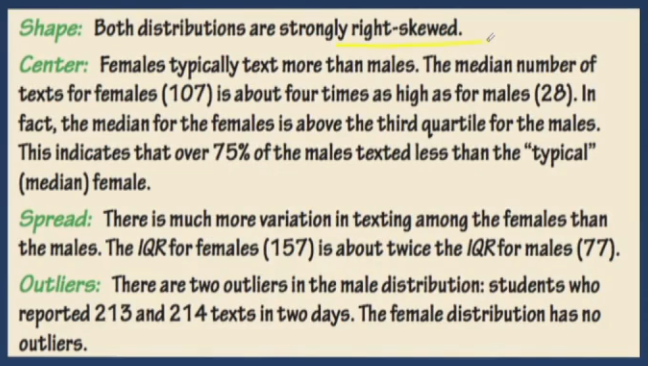 Shape: Both distributions are strongly right-skewed.
Center: Females typically text more than males. The median number of
texts for females (107) is about four times as high as for males (28). In
fact, the median for the females is above the third quartile for the males.
This indicates that over 75% of the males texted less than the “typical”
(median) female.
Spread: There is much more variation in texting among the females than
the males. The IQR for females (157) is about twice the IQR for males (77).
Outliers: There are two outliers in the male distribution: students who
reported 213 and 214 texts in two days. The female distribution has no
outliers.